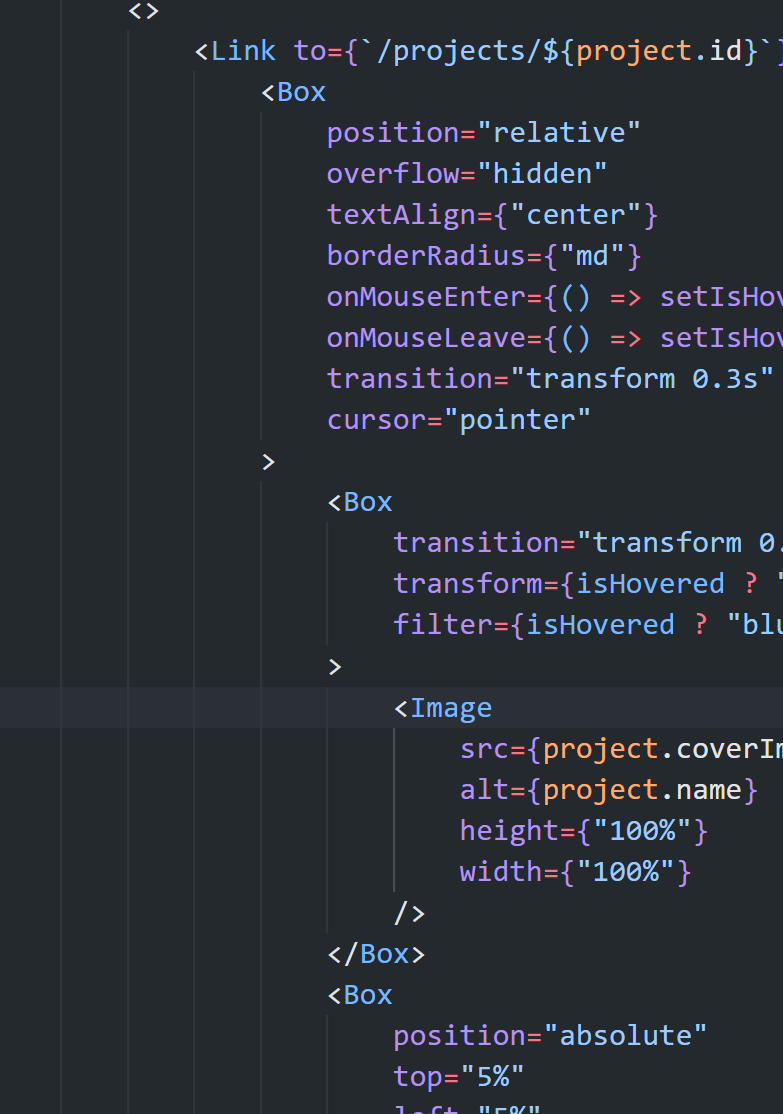 <>
<Link to={`/projects/${project.id}`}
<Box
position="relative"
overflow="hidden"
textAlign={"center"}
borderRadius={"md"}
onMouseEnter={() => setIsHov
onMouseLeave={() => setIsHov
transition="transform 0.3s"
cursor="pointer"
>
<Box
transition="transform 0.
transform={isHovered ? "
filter={isHovered ? "blu
>
<Image
src={project.coverIm
alt={project.name}
height={"100%"}
width={"100%"}
/>
</Box>
<Box
position="absolute"
top="5%"
left="5%"